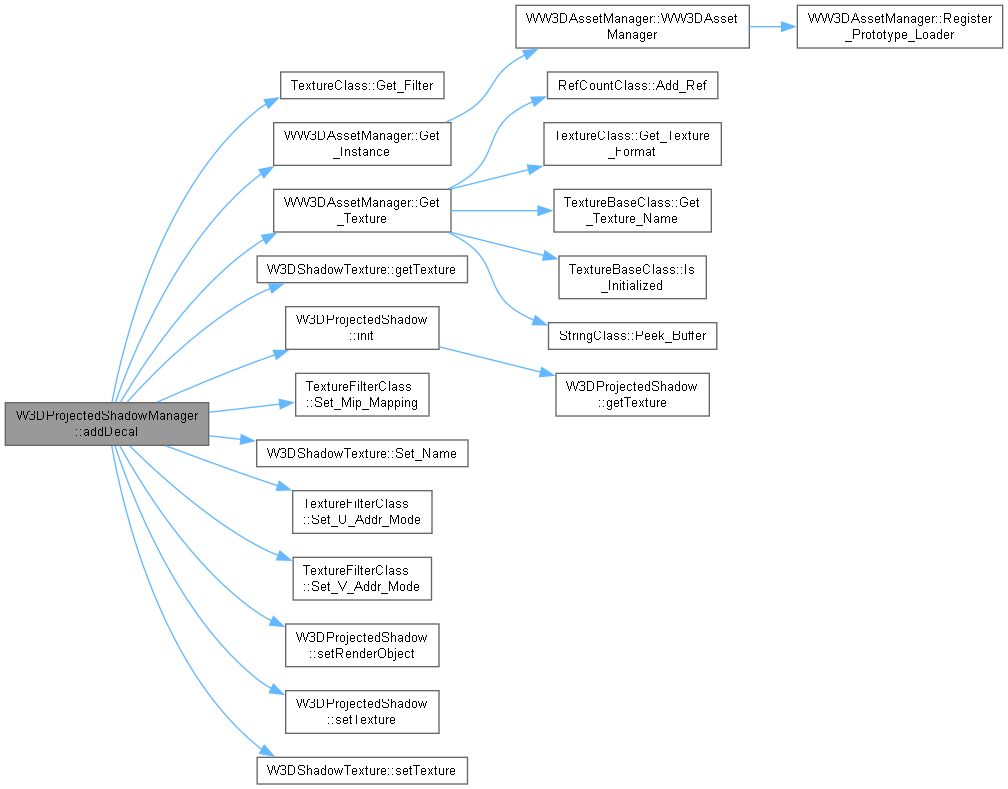 WW3DAssetManager::WW3DAsset
Manager
WW3DAssetManager::Register
_Prototype_Loader
TextureClass::Get_Filter
RefCountClass::Add_Ref
WW3DAssetManager::Get
_Instance
TextureClass::Get_Texture
_Format
WW3DAssetManager::Get
_Texture
TextureBaseClass::Get
_Texture_Name
W3DShadowTexture::getTexture
TextureBaseClass::Is
_Initialized
W3DProjectedShadow
::init
StringClass::Peek_Buffer
TextureFilterClass
::Set_Mip_Mapping
W3DProjectedShadow
::getTexture
W3DProjectedShadowManager
::addDecal
W3DShadowTexture::Set_Name
TextureFilterClass
::Set_U_Addr_Mode
TextureFilterClass
::Set_V_Addr_Mode
W3DProjectedShadow
::setRenderObject
W3DProjectedShadow
::setTexture
W3DShadowTexture::setTexture